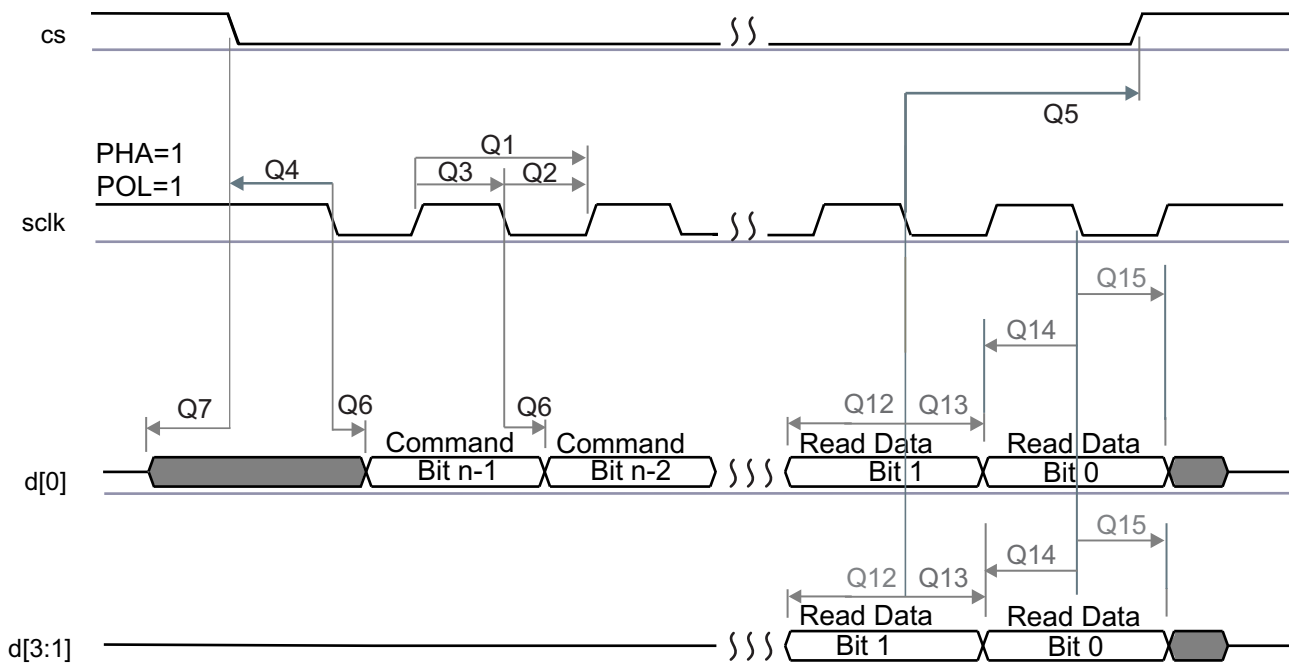 cs
Q5
PHA=1
POL=1
Q4
Q1
Q3
Q2
sclk
Q15
Q14
Q7
Q6
Q6
Q12
Q13
Command
Command
Read Data
Read Data
d[0]
Bit n-1
Bit n-2
Bit 1
Bit 0
Q15
Q14
Q12
Q13
Read Data
Read Data
d[3:1]
Bit 1
Bit 0